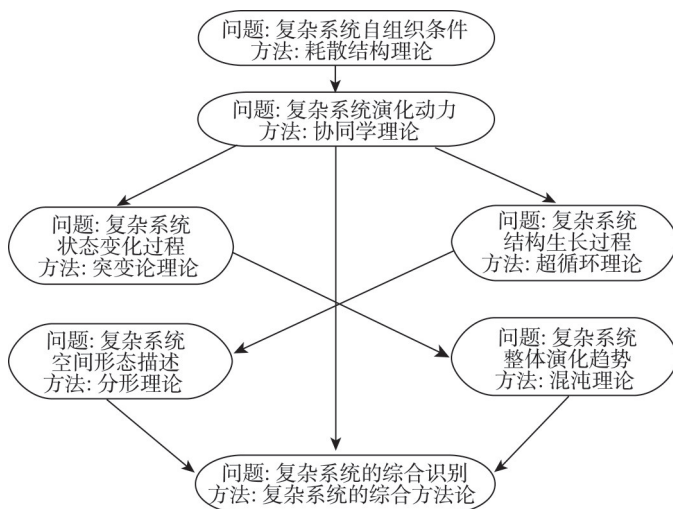 问题: 复杂系统自组织条件
方法: 耗散结构理论
问题: 复杂系统演化动力
方法: 协同学理论
问题: 复杂系统
状态变化过程
方法: 突变论理论
问题: 复杂系统
结构生长过程
方法: 超循环理论
问题: 复杂系统
空间形态描述
方法: 分形理论
问题: 复杂系统
整体演化趋势
方法: 混沌理论
问题: 复杂系统的综合识别
方法: 复杂系统的综合方法论